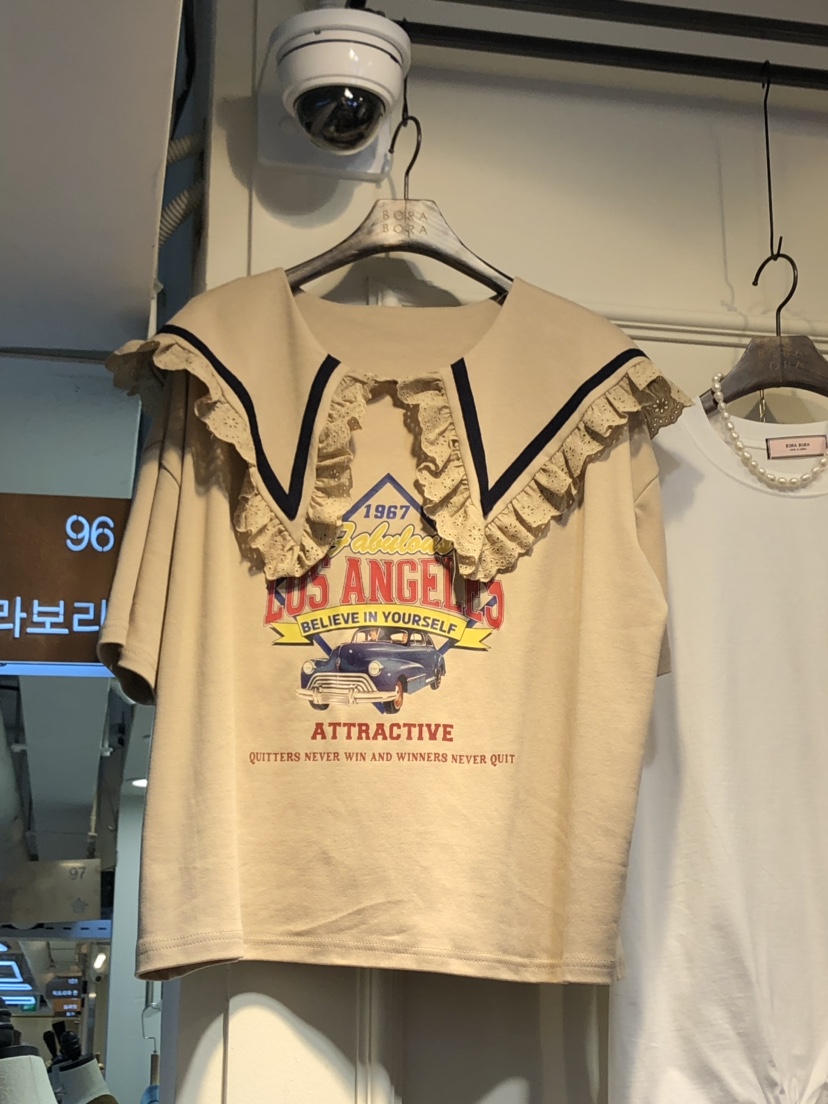 BORA
BORA
BORA BORA
96
라보리
1967
Fabulous
LOS ANGELES
BELIEVE IN YOURSELF
ATTRACTIVE
QUITTERS NEVER WIN AND WINNERS NEVER QUIT
97